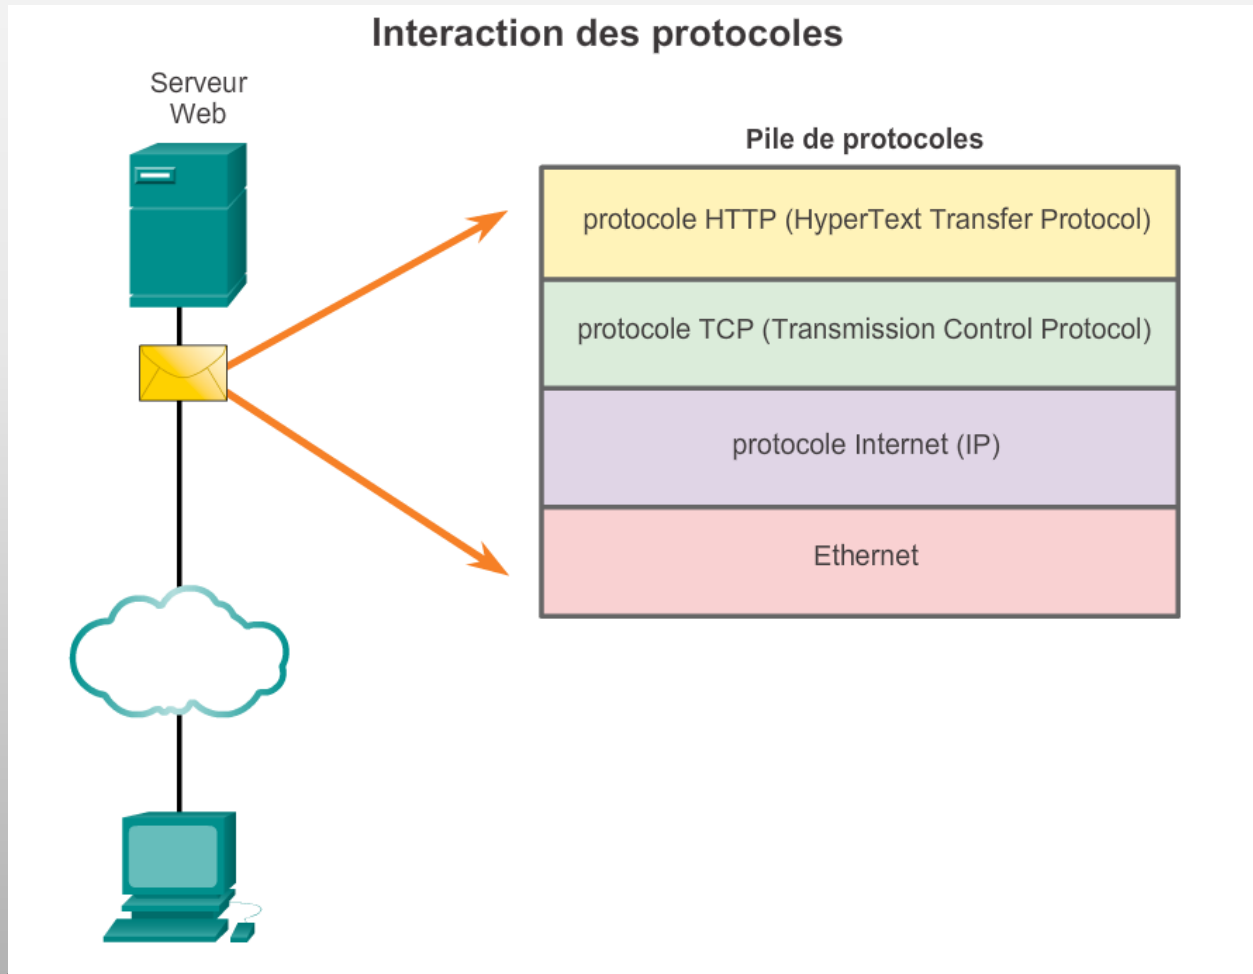 Interaction des protocoles
Serveur
Web
Pile de protocoles
protocole HTTP (HyperText Transfer Protocol)
protocole TCP (Transmission Control Protocol)
protocole Internet (IP)
Ethernet